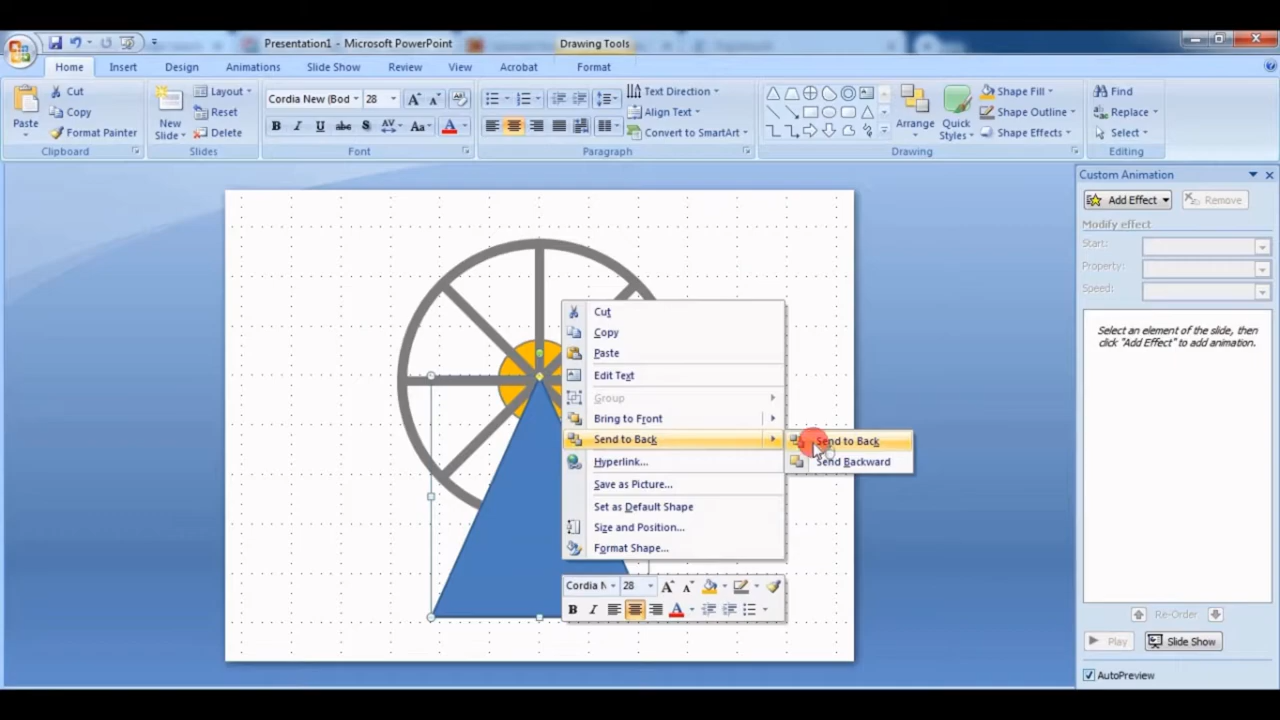 Presentation1 - Microsoft PowerPoint
Drawing Tools
Home
Insert
Design
Animations
Slide Show
Review
View
Acrobat
Format
Paste
Cut
Copy
Format Painter
Clipboard
New
Slide
Layout
Reset
Delete
Slides
Cordia New (Bod
28
Font
Text Direction
Align Text
Convert to SmartArt
Paragraph
Arrange
Quick
Styles
Shape Fill
Shape Outline
Shape Effects
Drawing
Find
Replace
Select
Editing
Custom Animation
Add Effect
Remove
Modify effect
Start:
Property:
Speed:
Select an element of the slide, then
click "Add Effect" to add animation.
Re-Order
Play
Slide Show
AutoPreview
Cut
Copy
Paste
Edit Text
Group
Bring to Front
Send to Back
Hyperlink...
Save as Picture...
Set as Default Shape
Size and Position...
Format Shape...
Send to Back
Send Backward
Cordia N
28